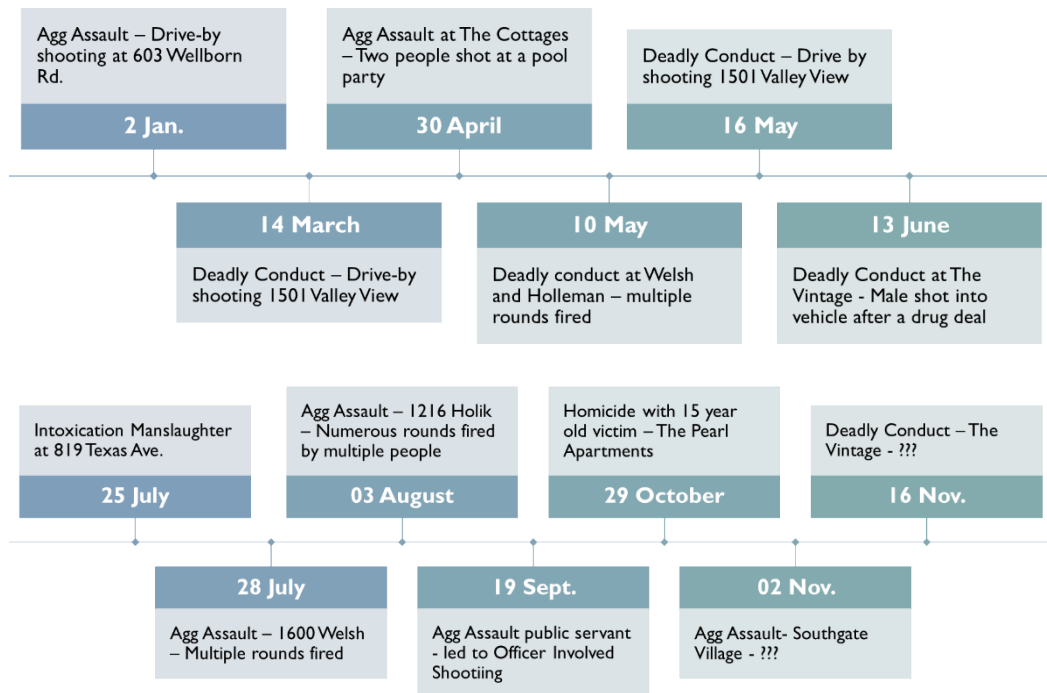 Agg Assault – Drive-by
shooting at 603 Wellborn
Rd.
2 Jan.
14 March
Deadly Conduct – Drive-by
shooting 1501 Valley View
Agg Assault at The Cottages
– Two people shot at a pool
party
30 April
10 May
Deadly conduct at Welsh
and Holleman – multiple
rounds fired
Deadly Conduct – Drive by
shooting 1501 Valley View
16 May
13 June
Deadly Conduct at The
Vintage - Male shot into
vehicle after a drug deal
Intoxication Manslaughter
at 819 Texas Ave.
25 July
28 July
Agg Assault – 1600 Welsh
– Multiple rounds fired
Agg Assault – 1216 Holik
– Numerous rounds fired
by multiple people
03 August
19 Sept.
Agg Assault public servant
- led to Officer Involved
Shootiing
Homicide with 15 year
old victim – The Pearl
Apartments
29 October
02 Nov.
Agg Assault- Southgate
Village - ???
Deadly Conduct – The
Vintage - ???
16 Nov.